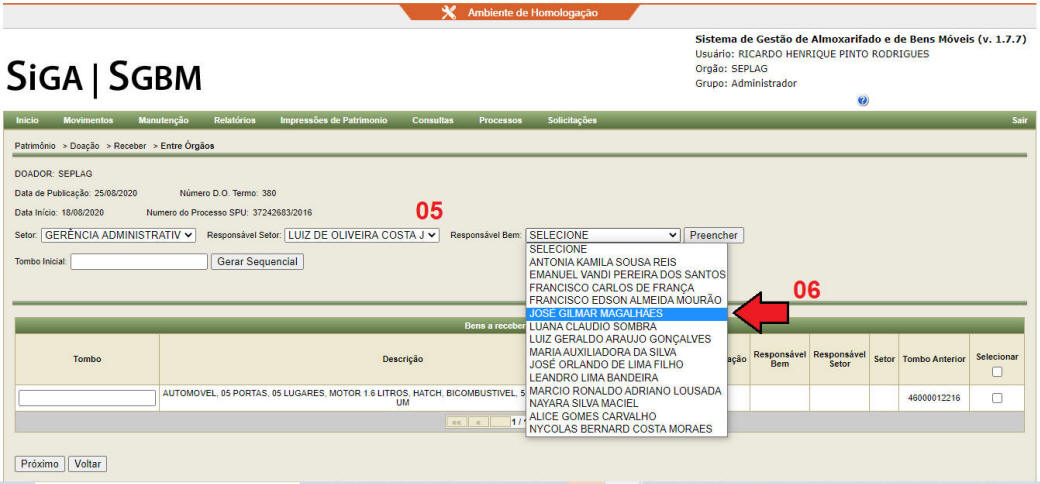 Ambiente de Homologação
SIGA | SGBM
Sistema de Gestão de Almoxarifado e de Bens Móveis (v. 1.7.7)
Usuário: RICARDO HENRIQUE PINTO RODRIGUES
Orgão: SEPLAG
Grupo: Administrador
Inicio Movimentos Manutenção Relatórios Impressões de Patrimonio Consultas Processos Solicitações Sair
Patrimônio > Doação > Receber > Entre Órgãos
DOADOR: SEPLAG
Data de Publicação: 25/08/2020 Número D.O. Termo: 380
Data Início: 18/08/2020 Numero do Processo SPU: 37242683/2016
05
Setor: GERÊNCIA ADMINISTRATIV Responsável Setor: LUIZ DE OLIVEIRA COSTA J Responsável Bem: SELECIONE Preencher
Tombo Inicial: Gerar Sequencial
SELECIONE
ANTONIA KAMILA SOUSA REIS
EMANUEL VANDI PEREIRA DOS SANTOS
FRANCISCO CARLOS DE FRANÇA
FRANCISCO EDSON ALMEIDA MOURÃO
JOSE GILMAR MAGALHÃES
LUANA CLAUDIO SOMBRA
LUIZ GERALDO ARAUJO GONÇALVES
MARIA AUXILIADORA DA SILVA
JOSÉ ORLANDO DE LIMA FILHO
LEANDRO LIMA BANDEIRA
MARCIO RONALDO ADRIANO LOUSADA
NAYARA SILVA MACIEL
ALICE GOMES CARVALHO
NYCOLAS BERNARD COSTA MORAES
06
Bens a receber
Tombo Descrição ação Responsável Bem Responsável Setor Setor Tombo Anterior Selecionar
AUTOMOVEL, 05 PORTAS, 05 LUGARES, MOTOR 1.6 LITROS, HATCH, BICOMBUSTIVEL, 5
UM
46000012216
1/1
Próximo Voltar